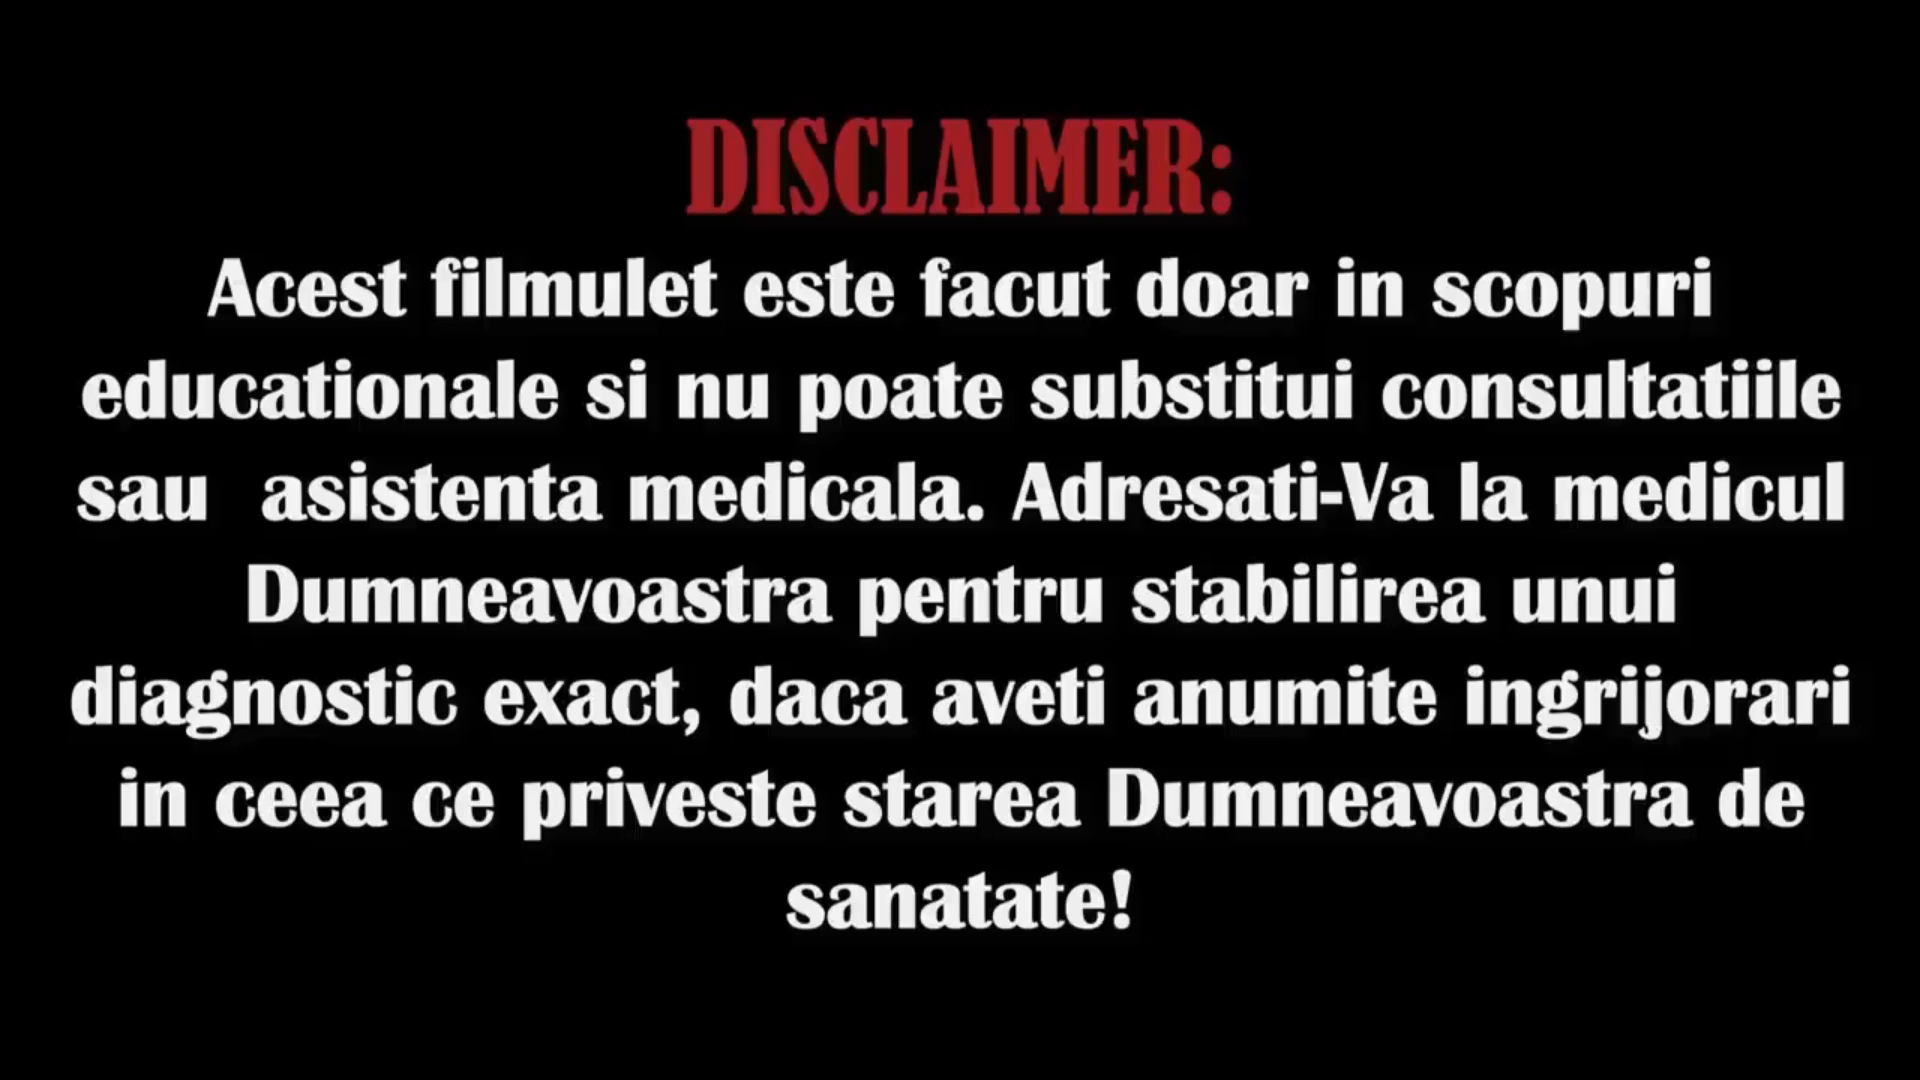 DISCLAIMER:
Acest filmulet este facut doar in scopuri
educationale si nu poate substitui consultatiile
sau  asistenta medicala. Adresati-Va la medicul
Dumneavoastra pentru stabilirea unui
diagnostic exact, daca aveti anumite ingrijorari
in ceea ce priveste starea Dumneavoastra de
sanatate!